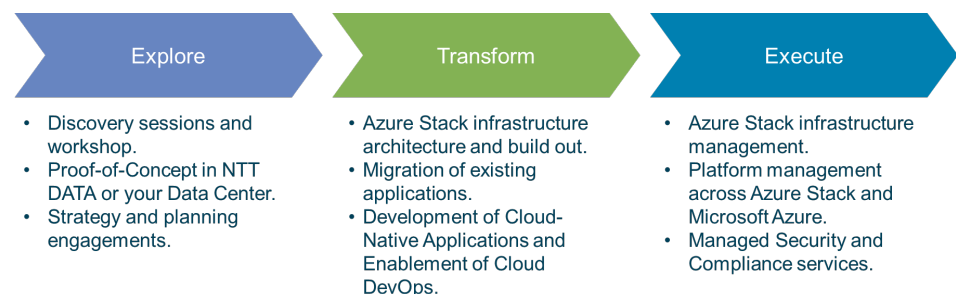 Explore
• Discovery sessions and
workshop.
• Proof-of-Concept in NTT
DATA or your Data Center.
• Strategy and planning
engagements.
Transform
• Azure Stack infrastructure
architecture and build out.
• Migration of existing
applications.
• Development of Cloud-
Native Applications and
Enablement of Cloud
DevOps.
Execute
• Azure Stack infrastructure
management.
• Platform management
across Azure Stack and
Microsoft Azure.
• Managed Security and
Compliance services.